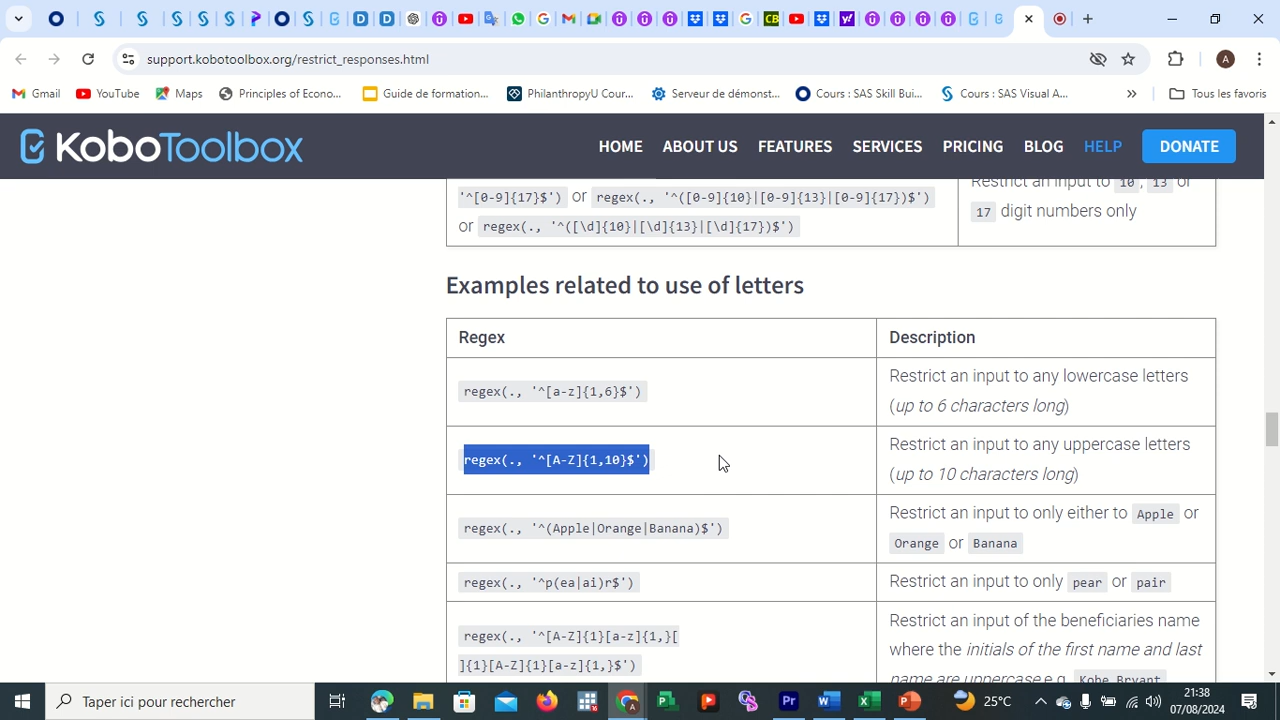 support.kobotoolbox.org/restrict_responses.html
A
Gmail
YouTube
Maps
Principles of Econo...
Guide de formation...
PhilanthropyU Cour...
Serveur de démonst...
Cours : SAS Skill Bui...
Cours : SAS Visual A...
Tous les favoris
KoboToolbox
HOME
ABOUT US
FEATURES
SERVICES
PRICING
BLOG
HELP
DONATE
'^[0-9]{17}$') or regex(., '^([0-9]{10}|[0-9]{13}|[0-9]{17})$')
or regex(., '^([\d]{10}|[\d]{13}|[\d]{17})$')
Restrict an input to 10, 13 or
17 digit numbers only
Examples related to use of letters
Regex
Description
regex(., '^[a-z]{1,6}$')
Restrict an input to any lowercase letters
(up to 6 characters long)
regex(., '^[A-Z]{1,10}$')
Restrict an input to any uppercase letters
(up to 10 characters long)
regex(., '^(Apple|Orange|Banana)$')
Restrict an input to only either to Apple or
Orange or Banana
regex(., '^p(ea|ai)r$')
Restrict an input to only pear or pair
regex(., '^[A-Z]{1}[a-z]{1,}[
]{1}[A-Z]{1}[a-z]{1,}$')
Restrict an input of the beneficiaries name
where the initials of the first name and last
name are uppercase e.g. Kobe Bryant
Taper ici pour rechercher
25°C
21:38
07/08/2024